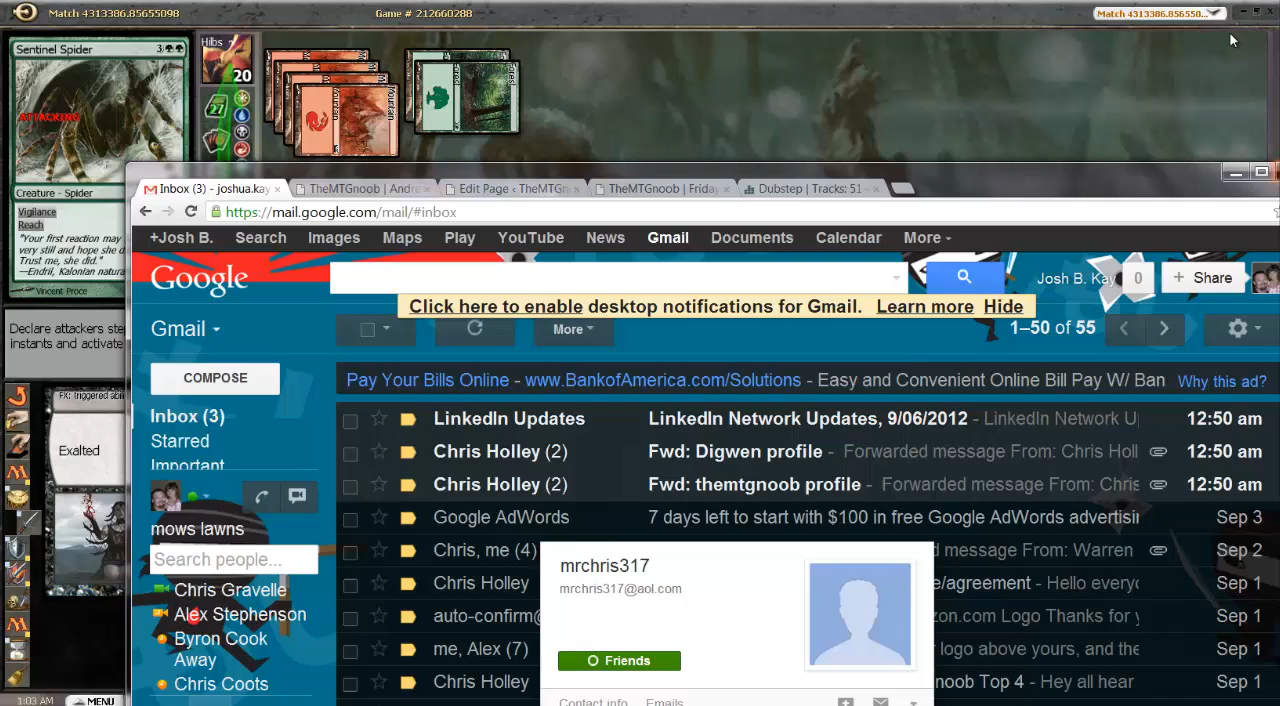 Match 4313386.85655098
Game # 212660288
Match 4313386.856550...
Sentinel Spider 3
Hibs
20
27
ATTACKING
Creature - Spider
Vigilance
Reach
"Your first reaction may
very still and hope she d
Trust me, she did."
—Endril, Kalonian natura
Vincent Proce
Declare attackers ste
instants and activate
FX: triggered abili
Exalted
1:03 AM
MENU
Inbox (3) - joshua.kay
TheMTGnoob | Andre
Edit Page ‹ TheMTGn
TheMTGnoob | Friday
Dubstep | Tracks: 51–
https://mail.google.com/mail/#inbox
+Josh B. Search Images Maps Play YouTube News Gmail Documents Calendar More
Google
Josh B. Kay 0 + Share
Click here to enable desktop notifications for Gmail. Learn more Hide
Gmail
More
1–50 of 55
COMPOSE
Pay Your Bills Online - www.BankofAmerica.com/Solutions - Easy and Convenient Online Bill Pay W/ Ban Why this ad?
Inbox (3)
Starred
Important
mows lawns
Search people...
Chris Gravelle
Alex Stephenson
Byron Cook
Away
Chris Coots
LinkedIn Updates LinkedIn Network Updates, 9/06/2012 - LinkedIn Network U 12:50 am
Chris Holley (2) Fwd: Digwen profile - Forwarded message From: Chris Holl 12:50 am
Chris Holley (2) Fwd: themtgnoob profile - Forwarded message From: Chris 12:50 am
Google AdWords 7 days left to start with $100 in free Google AdWords advertisin Sep 3
Chris, me (4) d message From: Warren Sep 2
Chris Holley e/agreement - Hello everyo Sep 1
auto-confirm@ zon.com Logo Thanks for y Sep 1
me, Alex (7) logo above yours, and the Sep 1
Chris Holley noob Top 4 - Hey all hear Sep 1
mrchris317
mrchris317@aol.com
Friends
Contact info Emails